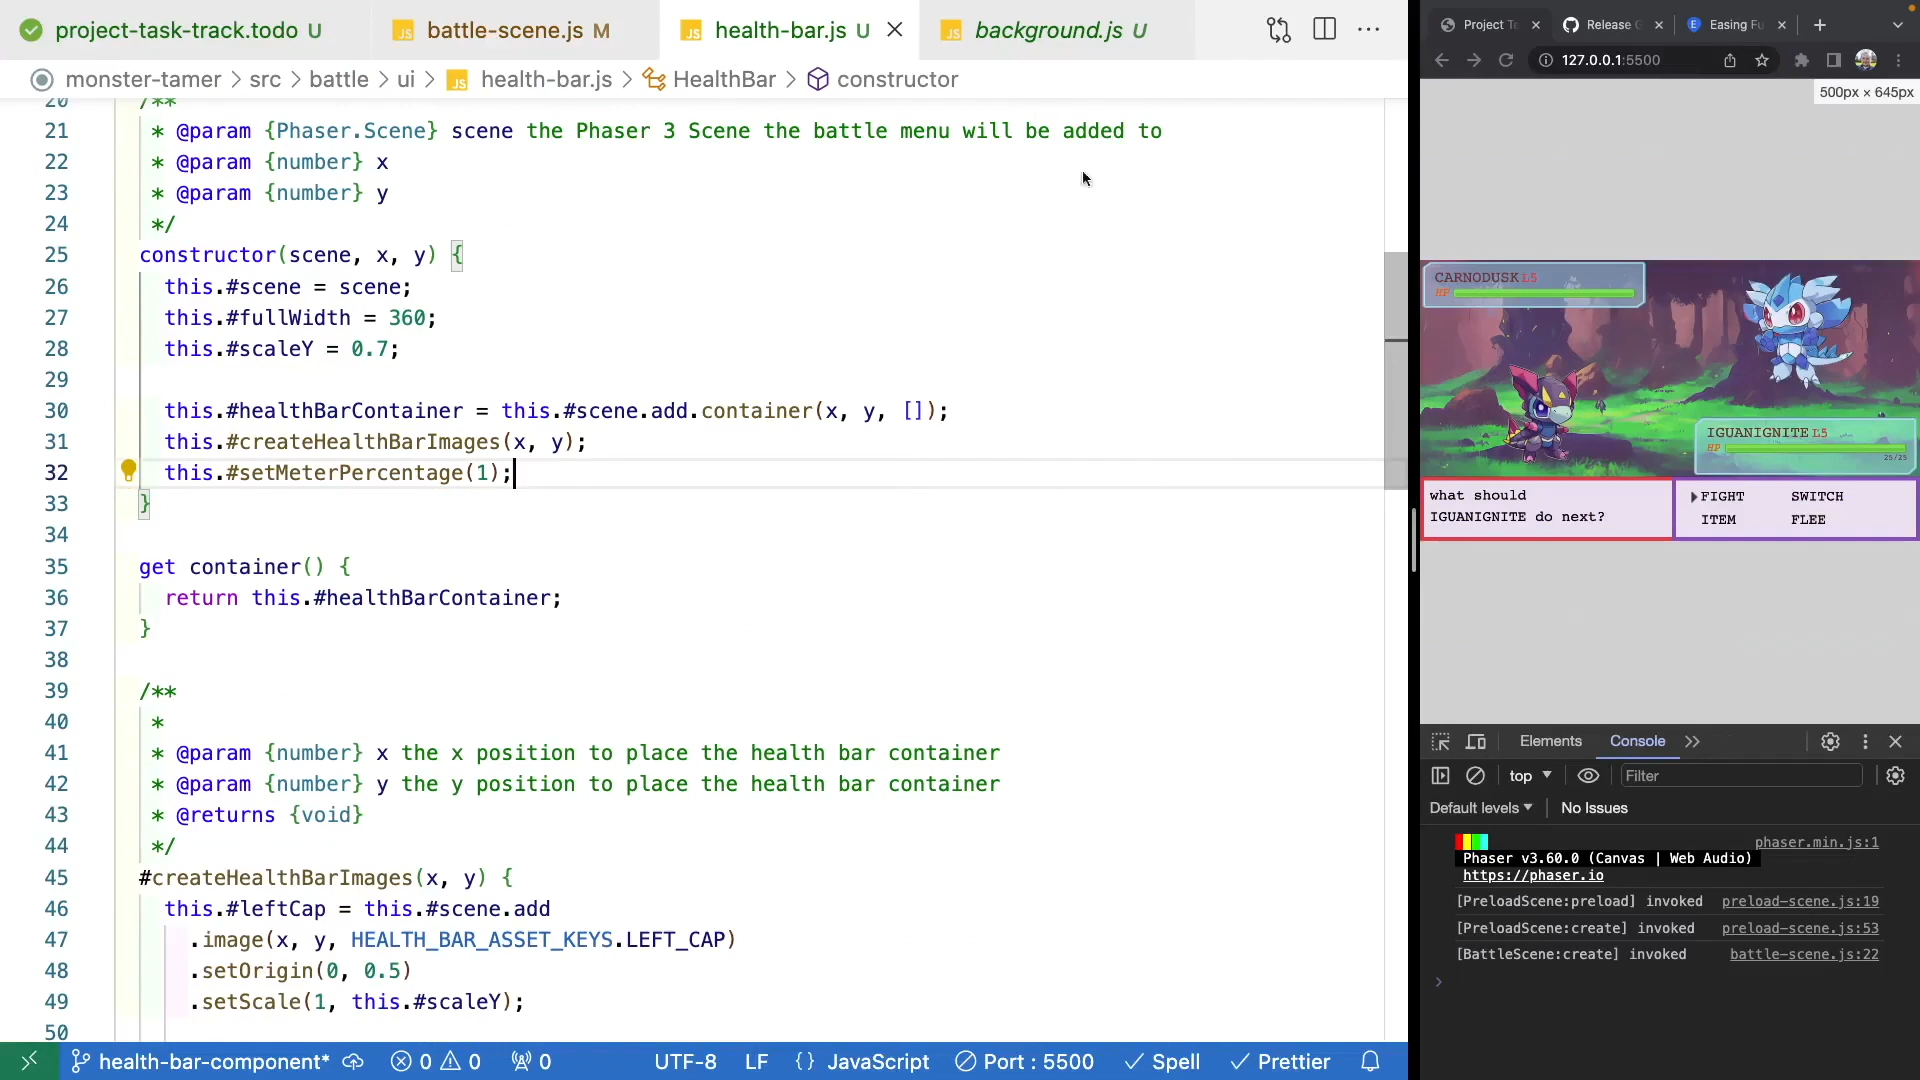 project-task-track.todo U
battle-scene.js M
health-bar.js U
background.js U
monster-tamer > src > battle > ui > health-bar.js > HealthBar > constructor
20 /**
21 * @param {Phaser.Scene} scene the Phaser 3 Scene the battle menu will be added to
22 * @param {number} x
23 * @param {number} y
24 */
25 constructor(scene, x, y) {
26 this.#scene = scene;
27 this.#fullWidth = 360;
28 this.#scaleY = 0.7;
29
30 this.#healthBarContainer = this.#scene.add.container(x, y, []);
31 this.#createHealthBarImages(x, y);
32 this.#setMeterPercentage(1);
33 }
34
35 get container() {
36 return this.#healthBarContainer;
37 }
38
39 /**
40 *
41 * @param {number} x the x position to place the health bar container
42 * @param {number} y the y position to place the health bar container
43 * @returns {void}
44 */
45 #createHealthBarImages(x, y) {
46 this.#leftCap = this.#scene.add
47 .image(x, y, HEALTH_BAR_ASSET_KEYS.LEFT_CAP)
48 .setOrigin(0, 0.5)
49 .setScale(1, this.#scaleY);
50
health-bar-component* 0 0 0 UTF-8 LF {} JavaScript Port : 5500 Spell Prettier
Project Te
Release G
Easing Fu
127.0.0.1:5500
500px × 645px
CARNODUSK L5
HP
IGUANIGNITE L5
HP
25/25
what should
IGUANIGNITE do next?
FIGHT SWITCH
ITEM FLEE
Elements Console
top Filter
Default levels No Issues
phaser.min.js:1
Phaser v3.60.0 (Canvas | Web Audio)
https://phaser.io
[PreloadScene:preload] invoked preload-scene.js:19
[PreloadScene:create] invoked preload-scene.js:53
[BattleScene:create] invoked battle-scene.js:22